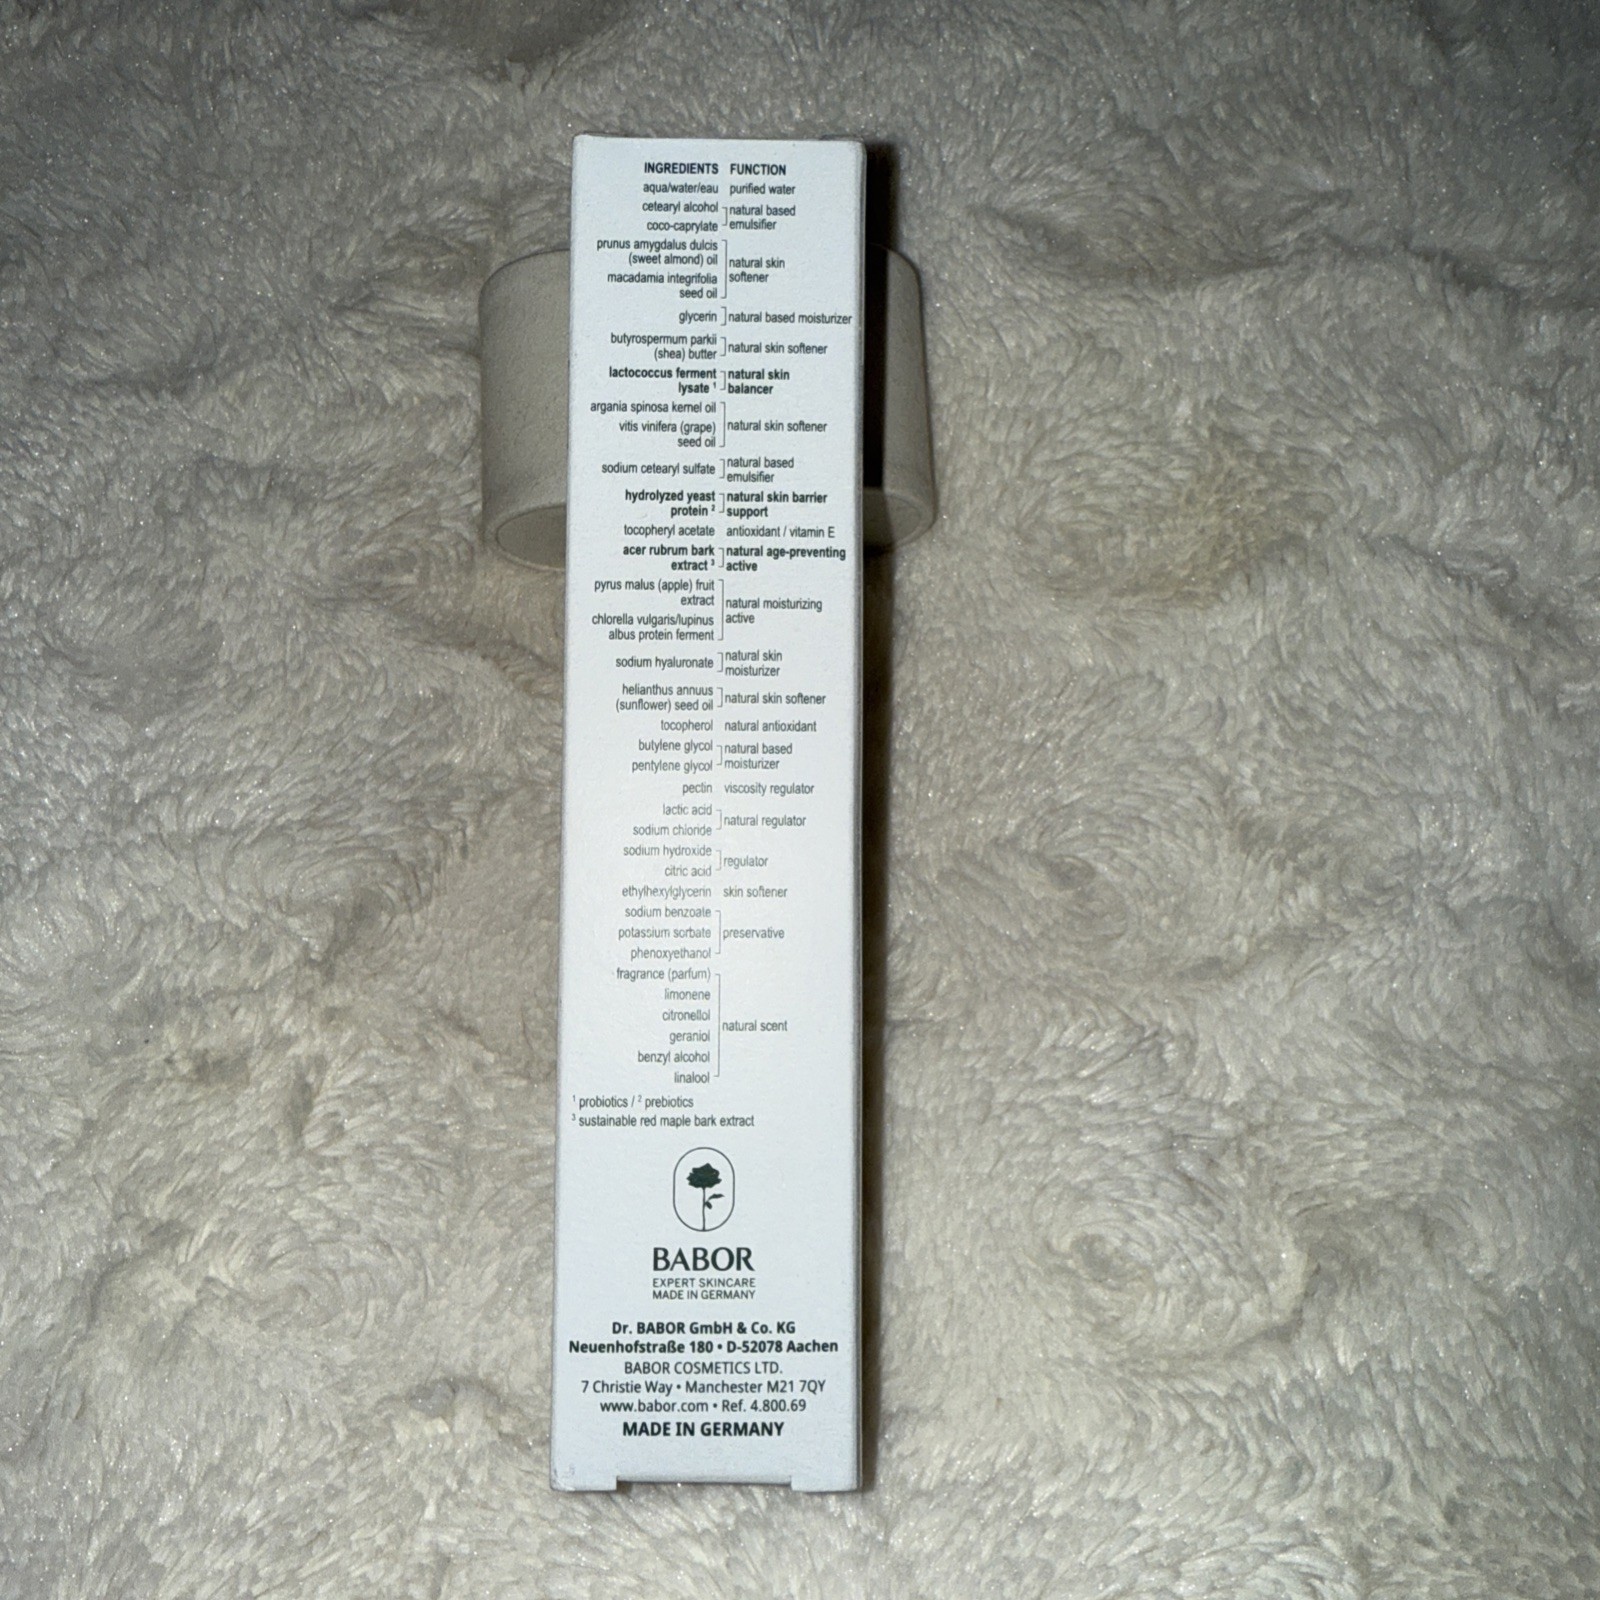 INGREDIENTS FUNCTION
aqua/water/eau purified water
cetearyl alcohol natural based
coco-caprylate emulsifier
prunus amygdalus dulcis
(sweet almond) oil natural skin
macadamia integrifolia softener
seed oil
glycerin natural based moisturizer
butyrospermum parkii
(shea) butter natural skin softener
lactococcus ferment natural skin
lysate ¹ balancer
argania spinosa kernel oil
vitis vinifera (grape) natural skin softener
seed oil
sodium cetearyl sulfate natural based
emulsifier
hydrolyzed yeast natural skin barrier
protein ² support
tocopheryl acetate antioxidant / vitamin E
acer rubrum bark natural age-preventing
extract ³ active
pyrus malus (apple) fruit
extract natural moisturizing
chlorella vulgaris/lupinus active
albus protein ferment
sodium hyaluronate natural skin
moisturizer
helianthus annuus
(sunflower) seed oil natural skin softener
tocopherol natural antioxidant
butylene glycol natural based
pentylene glycol moisturizer
pectin viscosity regulator
lactic acid
natural regulator
sodium chloride
sodium hydroxide
regulator
citric acid
ethylhexylglycerin skin softener
sodium benzoate
potassium sorbate preservative
phenoxyethanol
fragrance (parfum)
limonene
citronellol
natural scent
geraniol
benzyl alcohol
linalool
¹ probiotics / ² prebiotics
³ sustainable red maple bark extract
BABOR
EXPERT SKINCARE
MADE IN GERMANY
Dr. BABOR GmbH & Co. KG
Neuenhofstraße 180 • D-52078 Aachen
BABOR COSMETICS LTD.
7 Christie Way • Manchester M21 7QY
www.babor.com • Ref. 4.800.69
MADE IN GERMANY